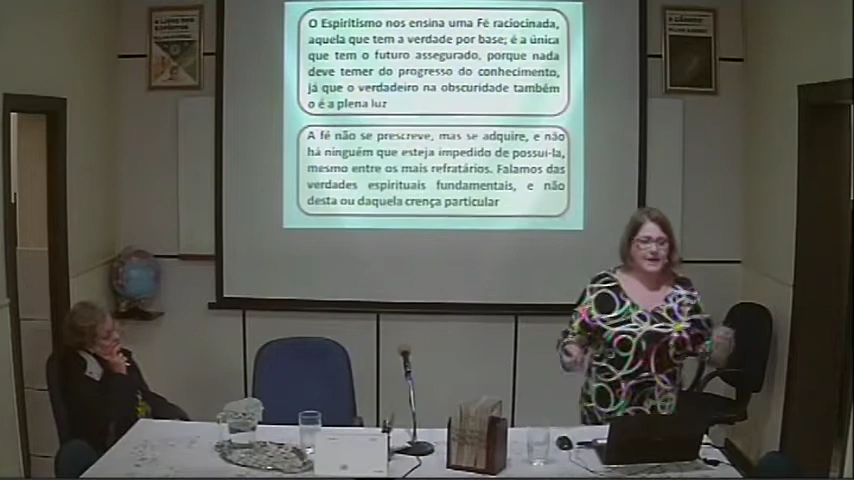 O Espiritismo nos ensina uma Fé raciocinada,
aquela que tem a verdade por base; é a única
que tem o futuro assegurado, porque nada
deve temer do progresso do conhecimento,
já que o verdadeiro na obscuridade também
o é a plena luz
A fé não se prescreve, mas se adquire, e não
há ninguém que esteja impedido de possuí-la,
mesmo entre os mais refratários. Falamos das
verdades espirituais fundamentais, e não
desta ou daquela crença particular
O LIVRO DOS
ESPÍRITOS